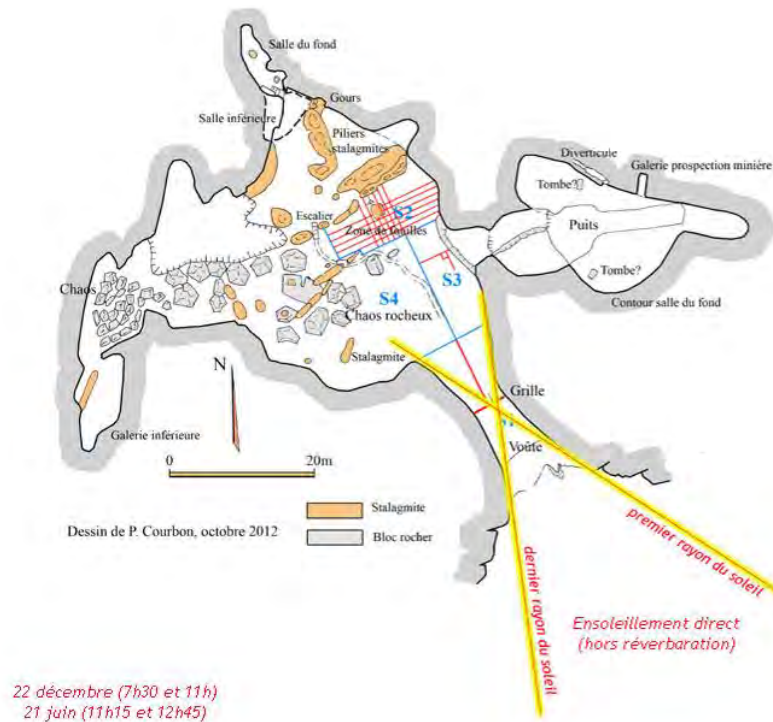 Salle du fond
Gours
Salle inférieure
Piliers
stalagmites
Diverticule
Galerie prospection minière
Tombe?
Escalier
S2
Zone de fouilles
Puits
Chaos
S3
Tombe?
S4
Contour salle du fond
Chaos rocheux
Stalagmite
N
Grille
S1
Galerie inférieure
Voûte
0 20m
Stalagmite
Dessin de P. Courbon, octobre 2012
Bloc rocher
premier rayon du soleil
dernier rayon du soleil
Ensoleillement direct
(hors réverbaration)
22 décembre (7h30 et 11h)
21 juin (11h15 et 12h45)